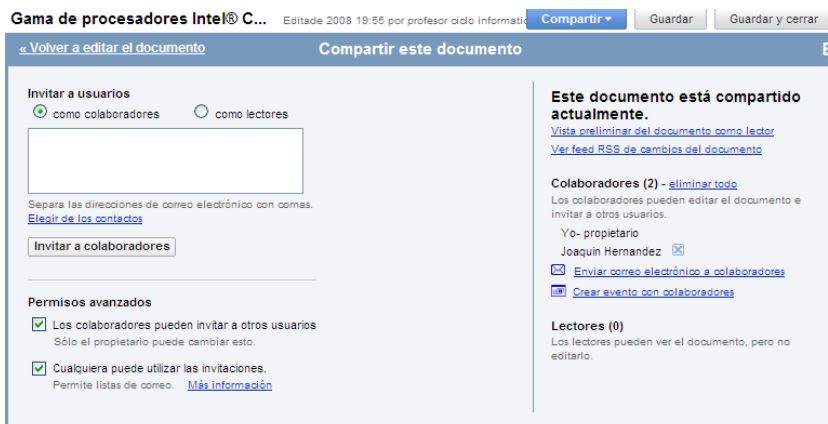 Gama de procesadores Intel® C... Editade 2008 19:55 por profesor ciclo informatic Compartir Guardar Guardar y cerrar
« Volver a editar el documento Compartir este documento E
Invitar a usuarios
como colaboradores como lectores
Separa las direcciones de correo electrónico con comas.
Elegir de los contactos
Invitar a colaboradores
Permisos avanzados
Los colaboradores pueden invitar a otros usuarios
Sólo el propietario puede cambiar esto.
Cualquiera puede utilizar las invitaciones.
Permite listas de correo. Más información
Este documento está compartido
actualmente.
Vista preliminar del documento como lector
Ver feed RSS de cambios del documento
Colaboradores (2) - eliminar todo
Los colaboradores pueden editar el documento e
invitar a otros usuarios.
Yo- propietario
Joaquin Hernandez
Enviar correo electrónico a colaboradores
Crear evento con colaboradores
Lectores (0)
Los lectores pueden ver el documento, pero no
editarlo.